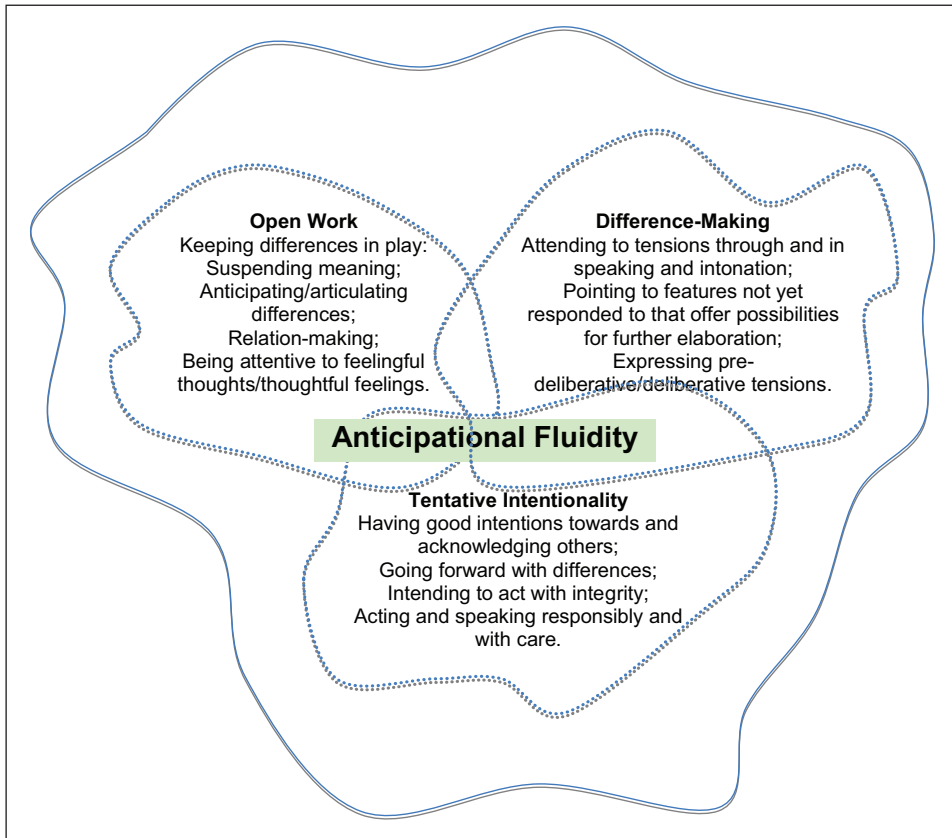 Open Work
Keeping differences in play:
Suspending meaning;
Anticipating/articulating
differences;
Relation-making;
Being attentive to feelingful
thoughts/thoughtful feelings.
Difference-Making
Attending to tensions through and in
speaking and intonation;
Pointing to features not yet
responded to that offer possibilities
for further elaboration;
Expressing pre-
deliberative/deliberative tensions.
Anticipational Fluidity
Tentative Intentionality
Having good intentions towards and
acknowledging others;
Going forward with differences;
Intending to act with integrity;
Acting and speaking responsibly and
with care.